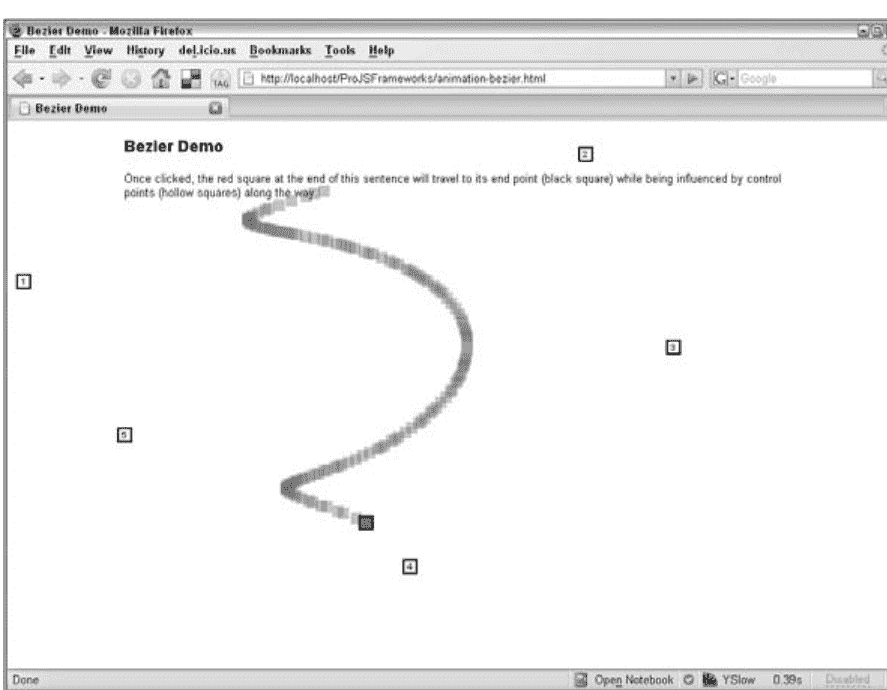 Bezier Demo - Mozilla Firefox
File Edit View History del.icio.us Bookmarks Tools Help
TAG http://localhost/ProJSFrameworks/animation-bezier.html G Google
Bezier Demo
Bezier Demo
2
Once clicked, the red square at the end of this sentence will travel to its end point (black square) while being influenced by control
points (hollow squares) along the way.
1
3
5
4
Done Open Notebook YSlow 0.39s Disabled